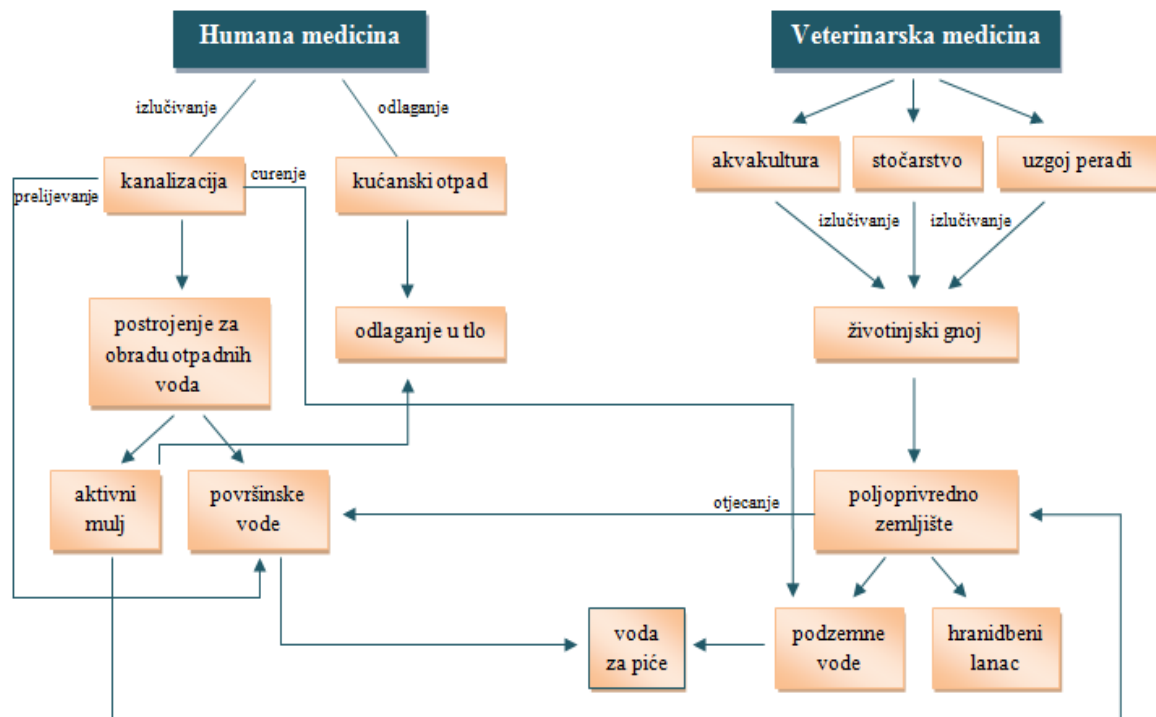 Humana medicina
Veterinarska medicina
izlučivanje
odlaganje
akvakultura
stočarstvo
uzgoj peradi
kanalizacija
curenje
kućanski otpad
prelijevanje
izlučivanje
izlučivanje
postrojenje za
obradu otpadnih
voda
odlaganje u tlo
životinjski gnoj
aktivni
mulj
površinske
vode
otjecanje
poljoprivredno
zemljište
voda
za piće
podzemne
vode
hranidbeni
lanac